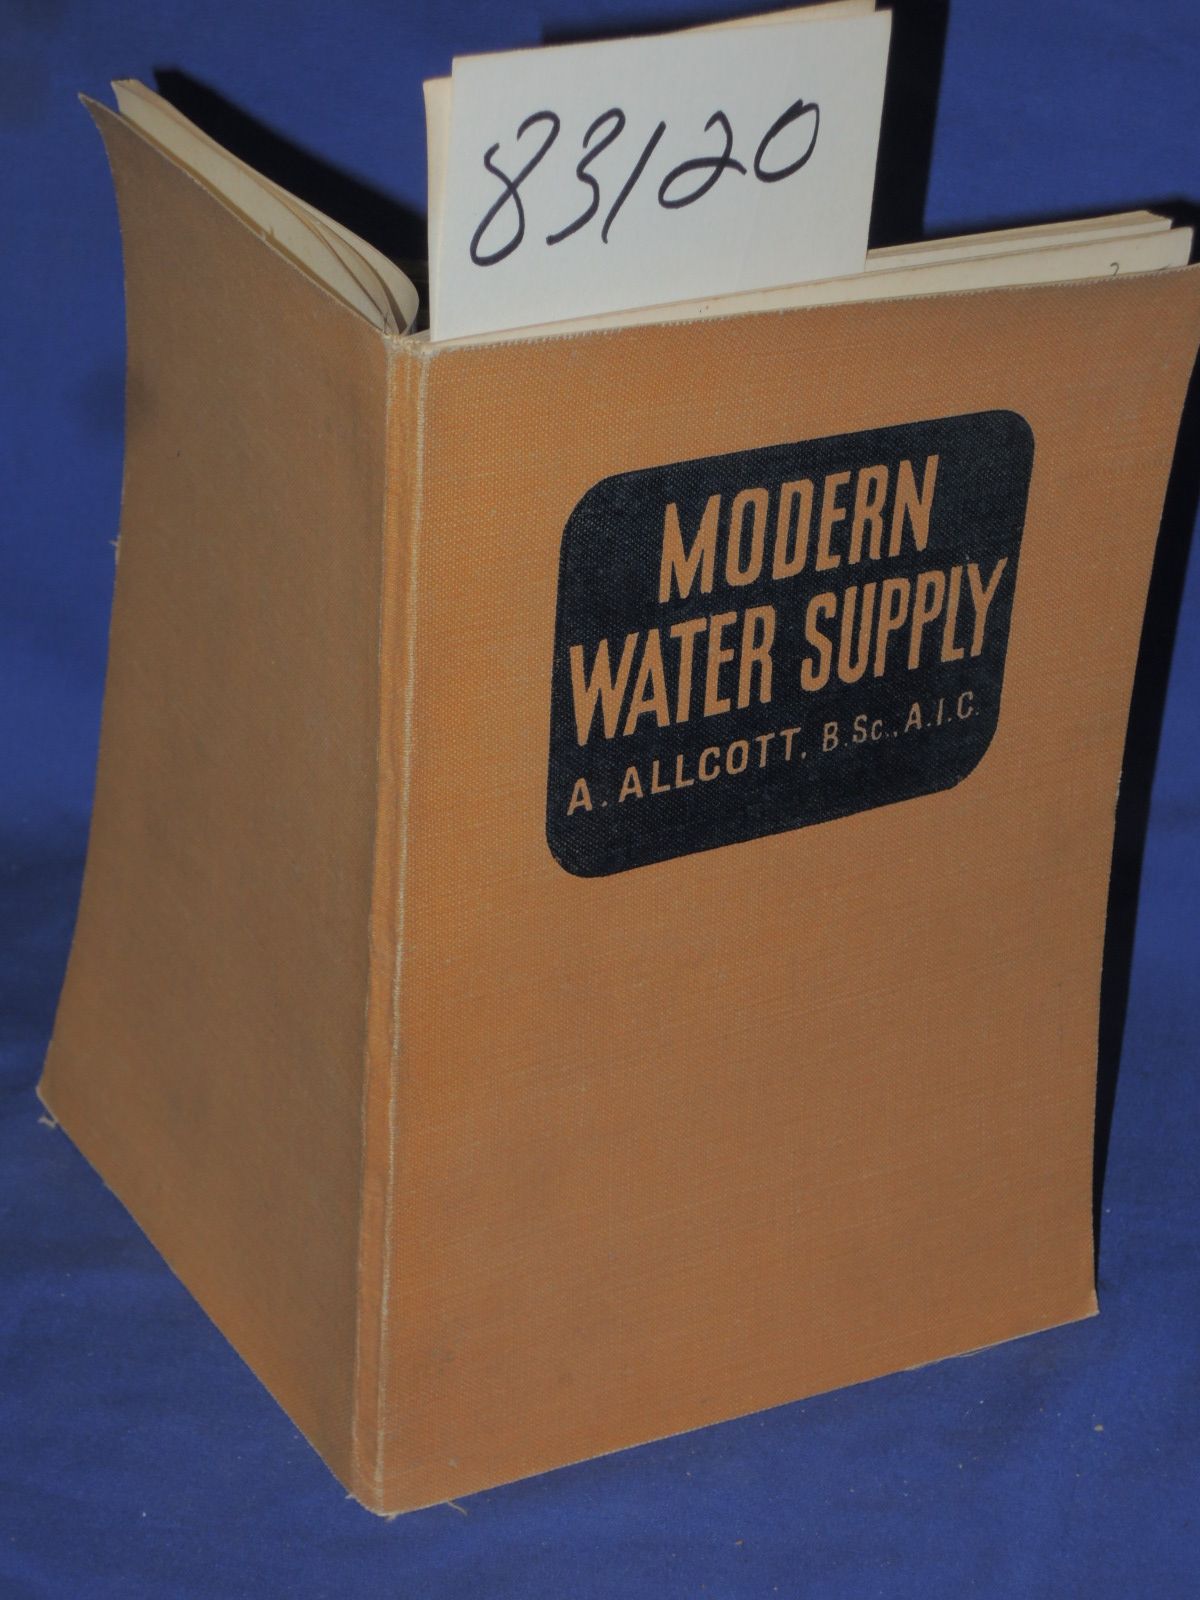 83120
MODERN
WATER SUPPLY
A. ALLCOTT, B.Sc., A.I.C.